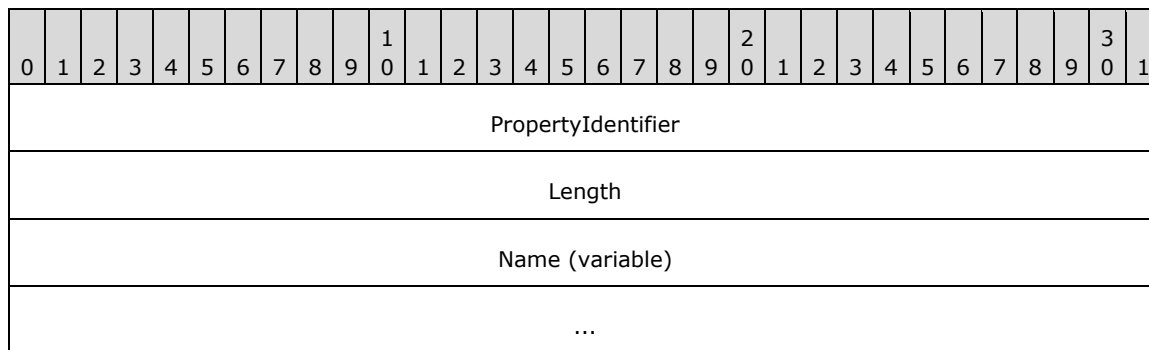 1 2 3
0 1 2 3 4 5 6 7 8 9 0 1 2 3 4 5 6 7 8 9 0 1 2 3 4 5 6 7 8 9 0 1
PropertyIdentifier
Length
Name (variable)
...